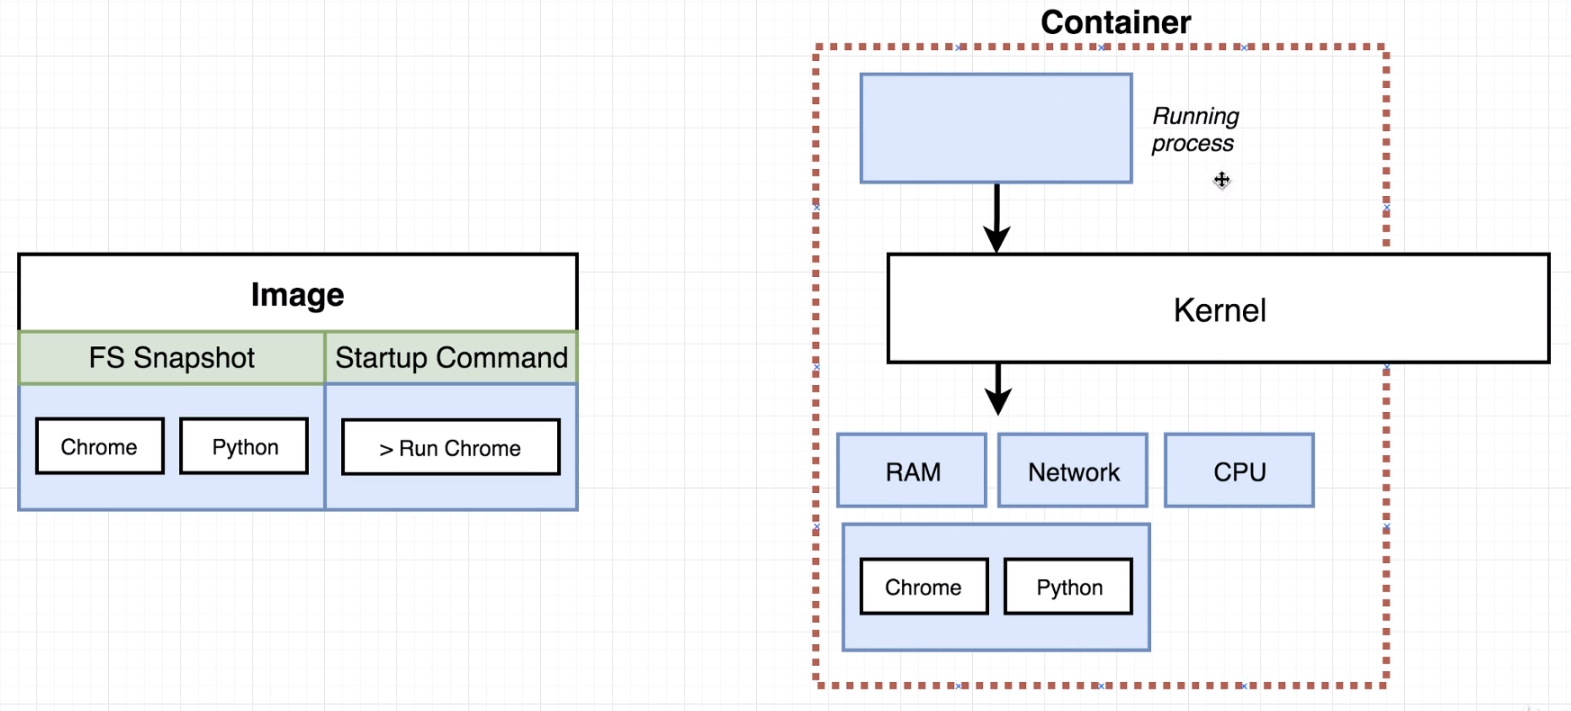 Container
Running
process
Image
Kernel
FS Snapshot
Startup Command
Chrome
Python
> Run Chrome
RAM
Network
CPU
Chrome
Python